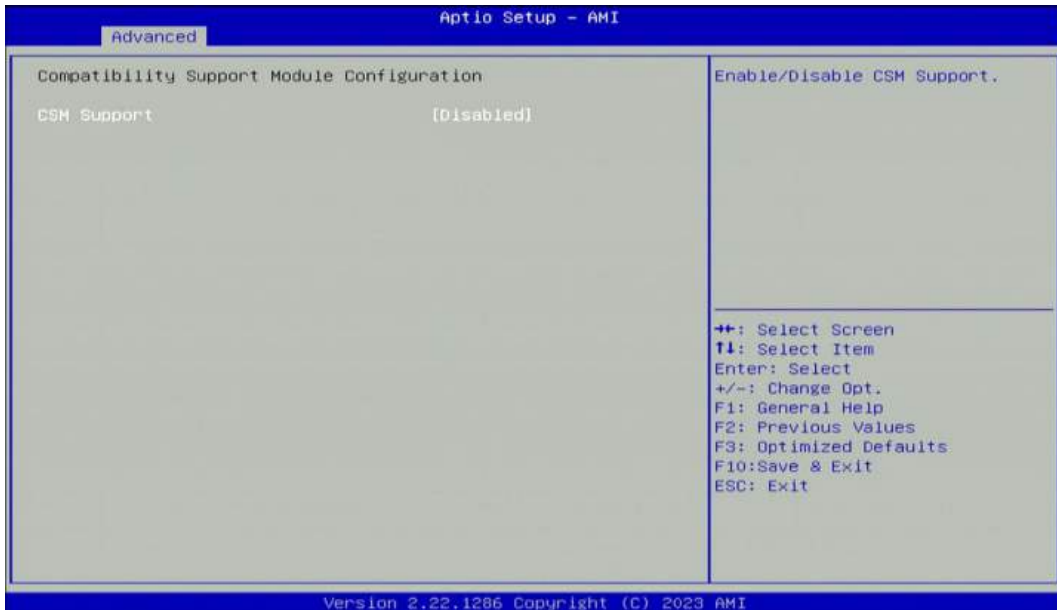 Aptio Setup – AMI
Advanced
Compatibility Support Module Configuration
CSM Support [Disabled]
Enable/Disable CSM Support.
→←: Select Screen
↑↓: Select Item
Enter: Select
+/-: Change Opt.
F1: General Help
F2: Previous Values
F3: Optimized Defaults
F10:Save & Exit
ESC: Exit
Version 2.22.1286 Copyright (C) 2023 AMI